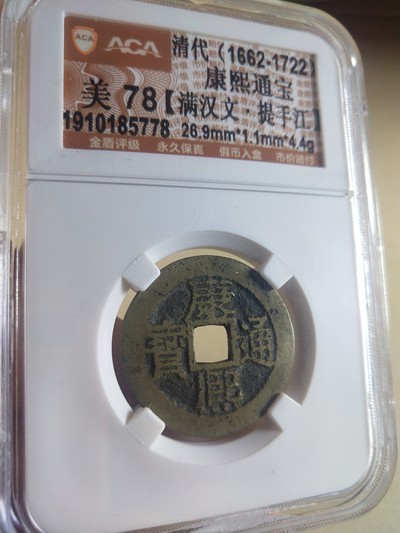 ACA ACA 清代（1662-1722）
康熙通宝
美 78【满汉文 提手江】
1910185778 26.9mm*1.1mm*4.4g
金盾评级 永久保真 假币入盒 市价赔付
康熙通宝